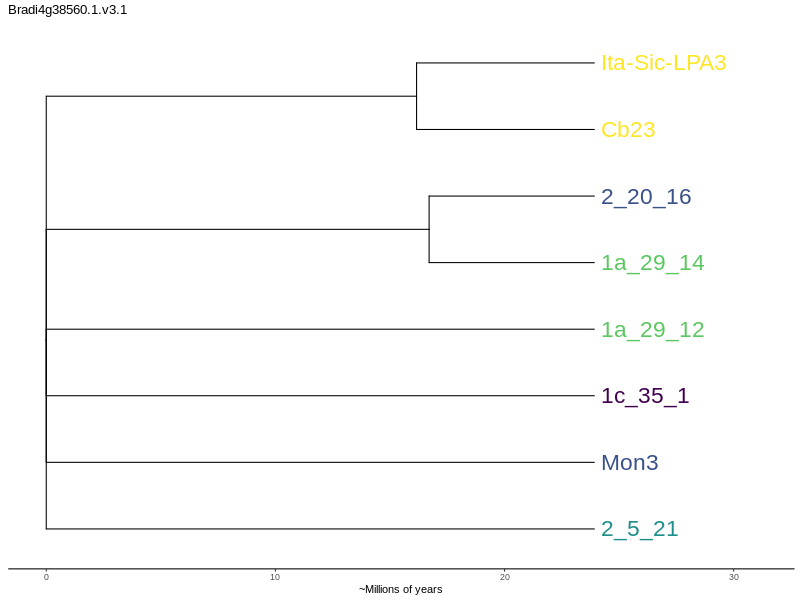 Bradi4g38560.1.v3.1
Ita-Sic-LPA3
Cb23
2_20_16
1a_29_14
1a_29_12
1c_35_1
Mon3
2_5_21
0 10 20 30
~Millions of years